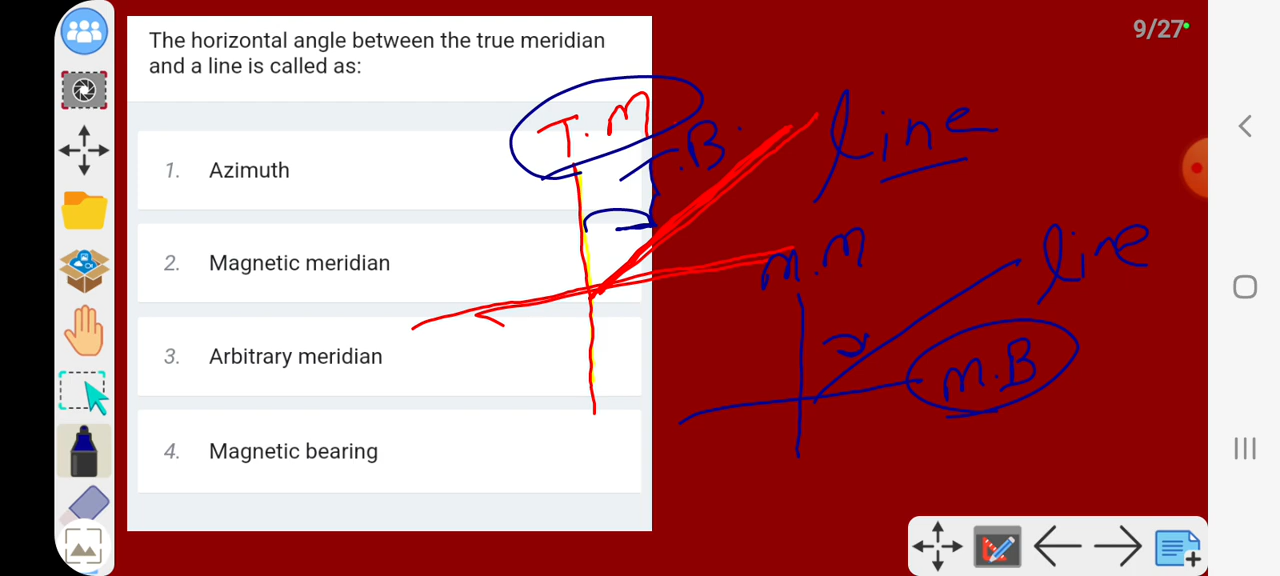 9/27
The horizontal angle between the true meridian
and a line is called as:
T.M
T.B
line
1. Azimuth
2. Magnetic meridian
m.m
line
3. Arbitrary meridian
m.B
4. Magnetic bearing